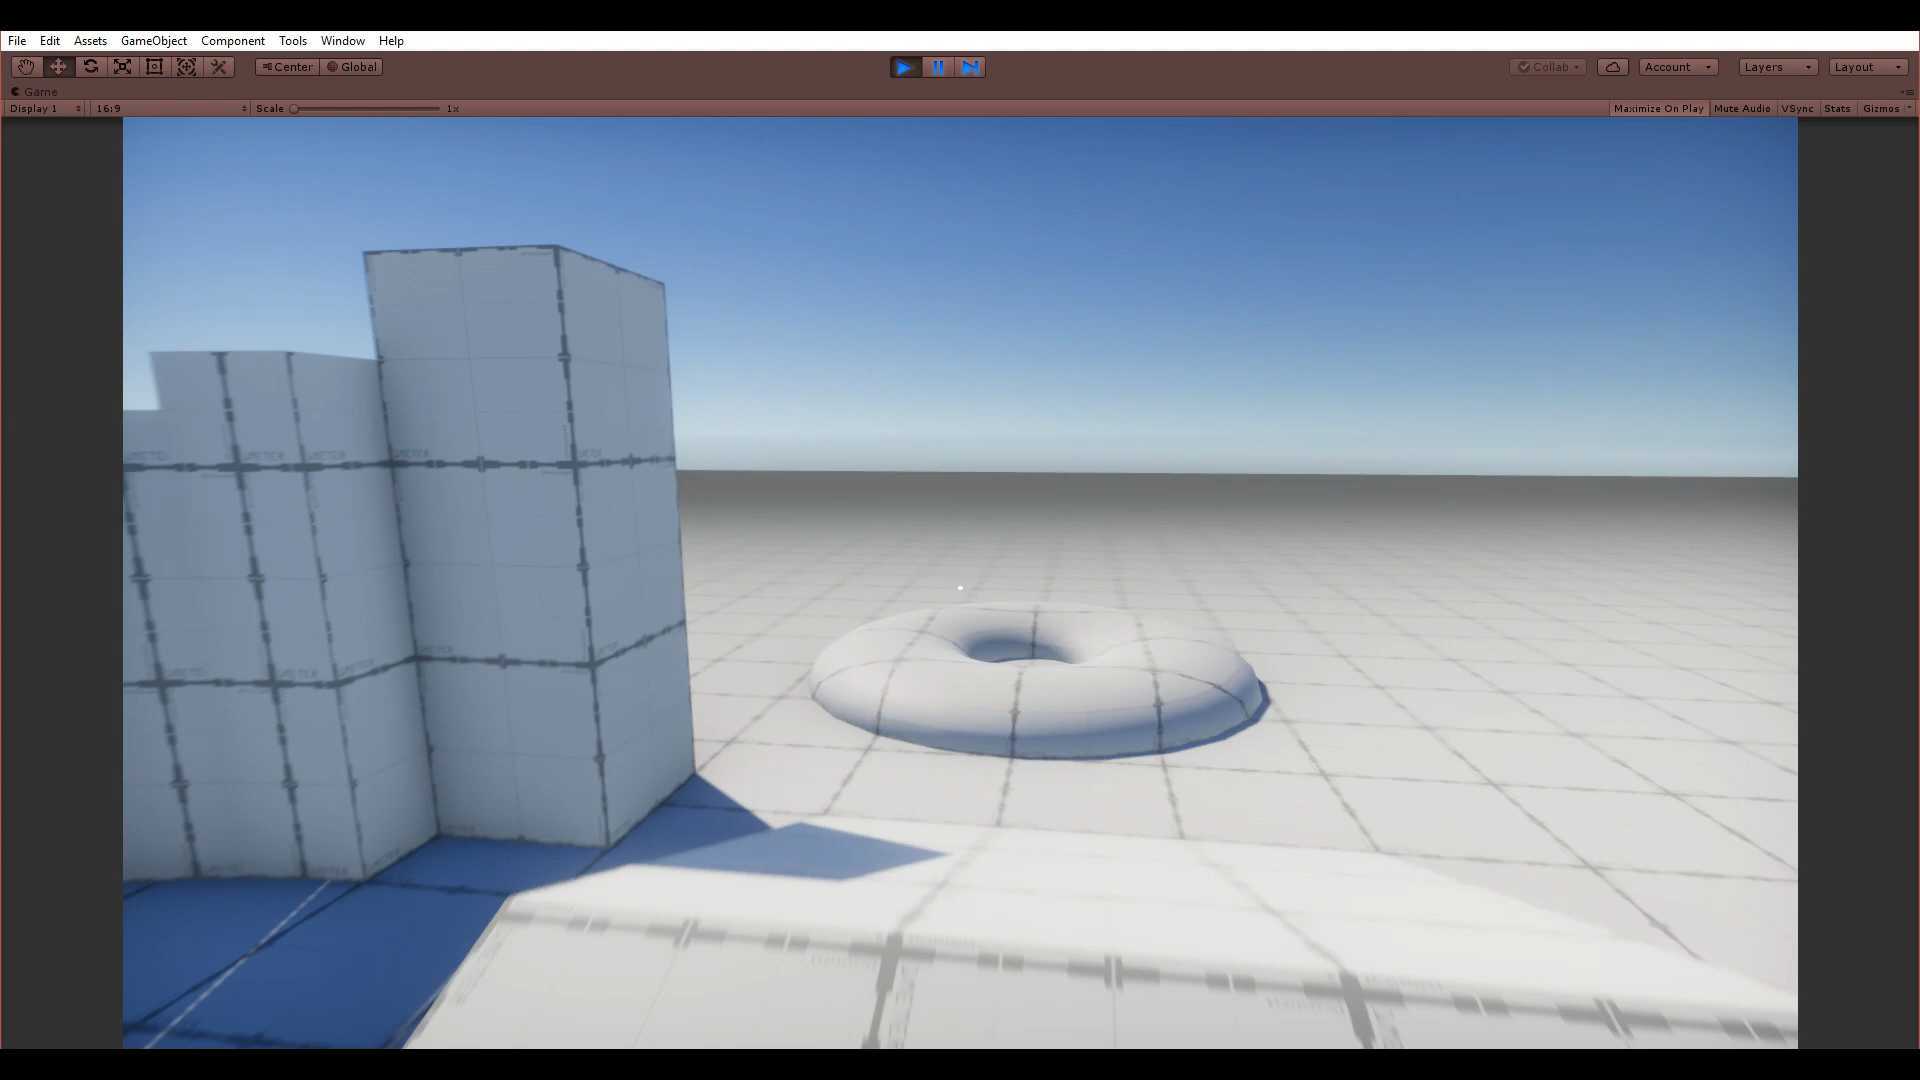 File Edit Assets GameObject Component Tools Window Help
Center Global Collab Account Layers Layout
Game
Display 1 16:9 Scale 1x Maximize On Play Mute Audio VSync Stats Gizmos